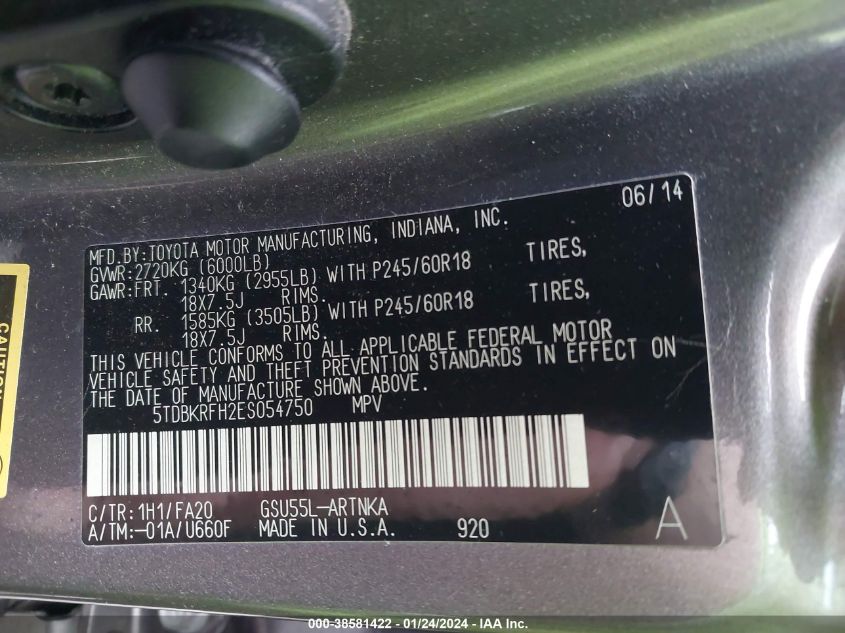 06/14
MFD.BY:TOYOTA MOTOR MANUFACTURING, INDIANA, INC.
GVWR:2720KG (6000LB)
GAWR:FRT. 1340KG (2955LB) WITH P245/60R18 TIRES,
18X7.5J RIMS.
RR. 1585KG (3505LB) WITH P245/60R18 TIRES,
18X7.5J RIMS.
THIS VEHICLE CONFORMS TO ALL APPLICABLE FEDERAL MOTOR
VEHICLE SAFETY AND THEFT PREVENTION STANDARDS IN EFFECT ON
THE DATE OF MANUFACTURE SHOWN ABOVE.
5TDBKRFH2ES054750 MPV
C/TR:1H1/FA20 GSU55L-ARTNKA
A/TM:-01A/U660F MADE IN U.S.A. 920 A
CAUTION
000-38581422 - 01/24/2024 - IAA Inc.